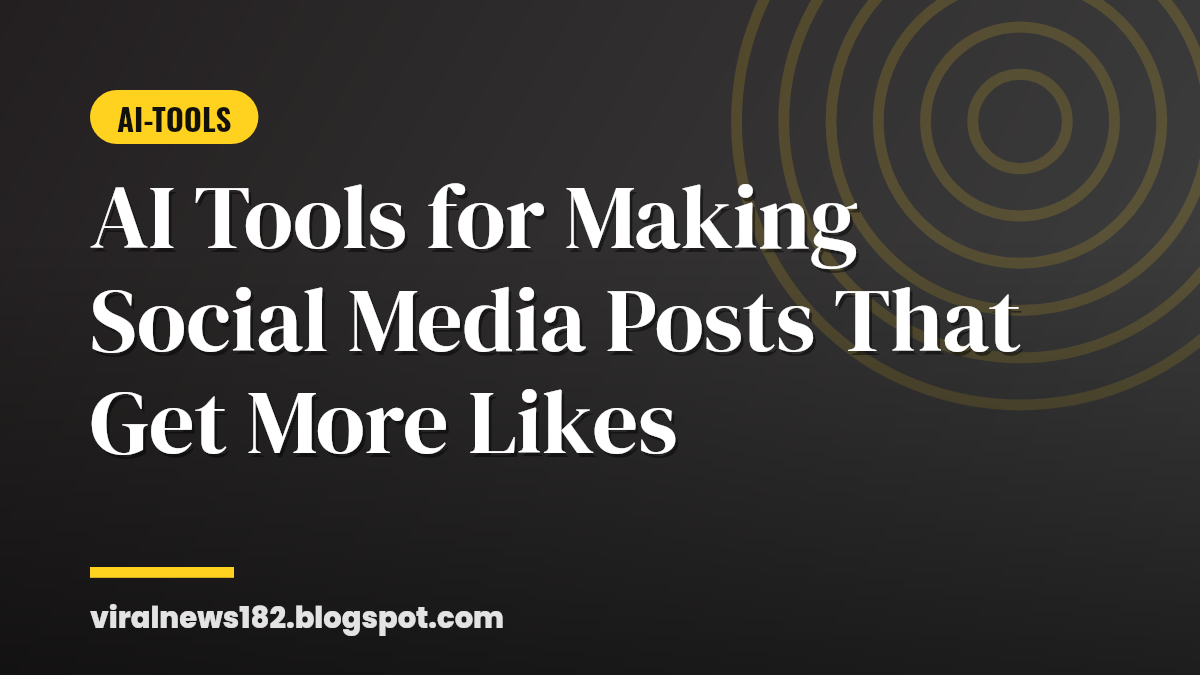 AI-TOOLS
AI Tools for Making
Social Media Posts That
Get More Likes
viralnews182.blogspot.com